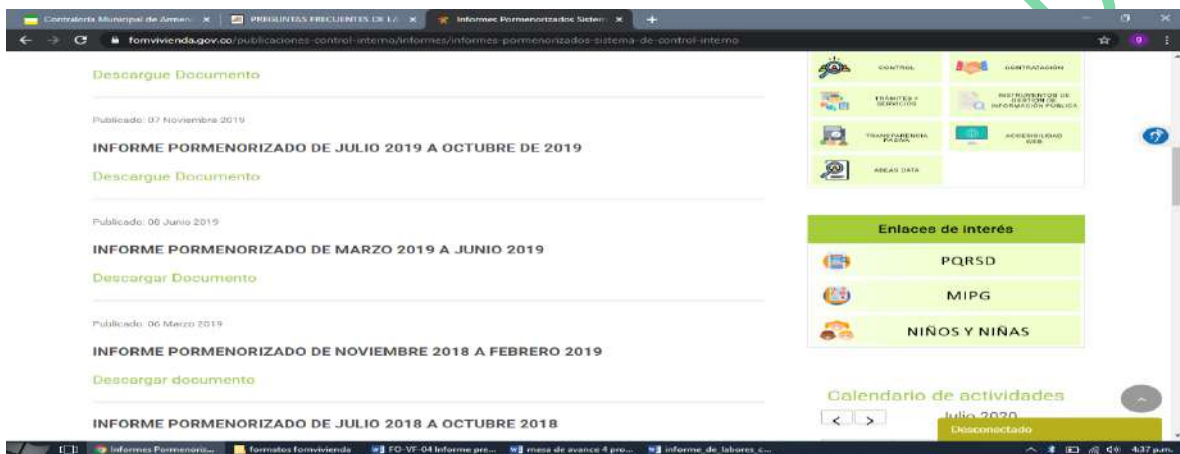 Contraloría Municipal de Armeni
PREGUNTAS FRECUENTES DE LA
Informes Pormenorizados Sistem
fomvivienda.gov.co/publicaciones-control-interno/informes/informes-pormenorizados-sistema-de-control-interno
Descargue Documento
Publicado: 07 Noviembre 2019
INFORME PORMENORIZADO DE JULIO 2019 A OCTUBRE DE 2019
Descargue Documento
Publicado: 08 Junio 2019
INFORME PORMENORIZADO DE MARZO 2019 A JUNIO 2019
Descargar Documento
Publicado: 06 Marzo 2019
INFORME PORMENORIZADO DE NOVIEMBRE 2018 A FEBRERO 2019
Descargar documento
INFORME PORMENORIZADO DE JULIO 2018 A OCTUBRE 2018
CONTROL
CONTRATACIÓN
TRÁMITES Y
SERVICIOS
INSTRUMENTOS DE
GESTIÓN DE
INFORMACIÓN PÚBLICA
TRANSPARENCIA
PASIVA
ACCESIBILIDAD
WEB
AREAS DATA
Enlaces de interés
PQRSD
MIPG
NIÑOS Y NIÑAS
Calendario de actividades
< >
Julio 2020
Desconectado
Informes Pormenoriz...
formatos fomvivienda
FO-VF-04 Informe pre...
mesa de avance 4 pro...
informe_de_labores_c...
4:37 p.m.